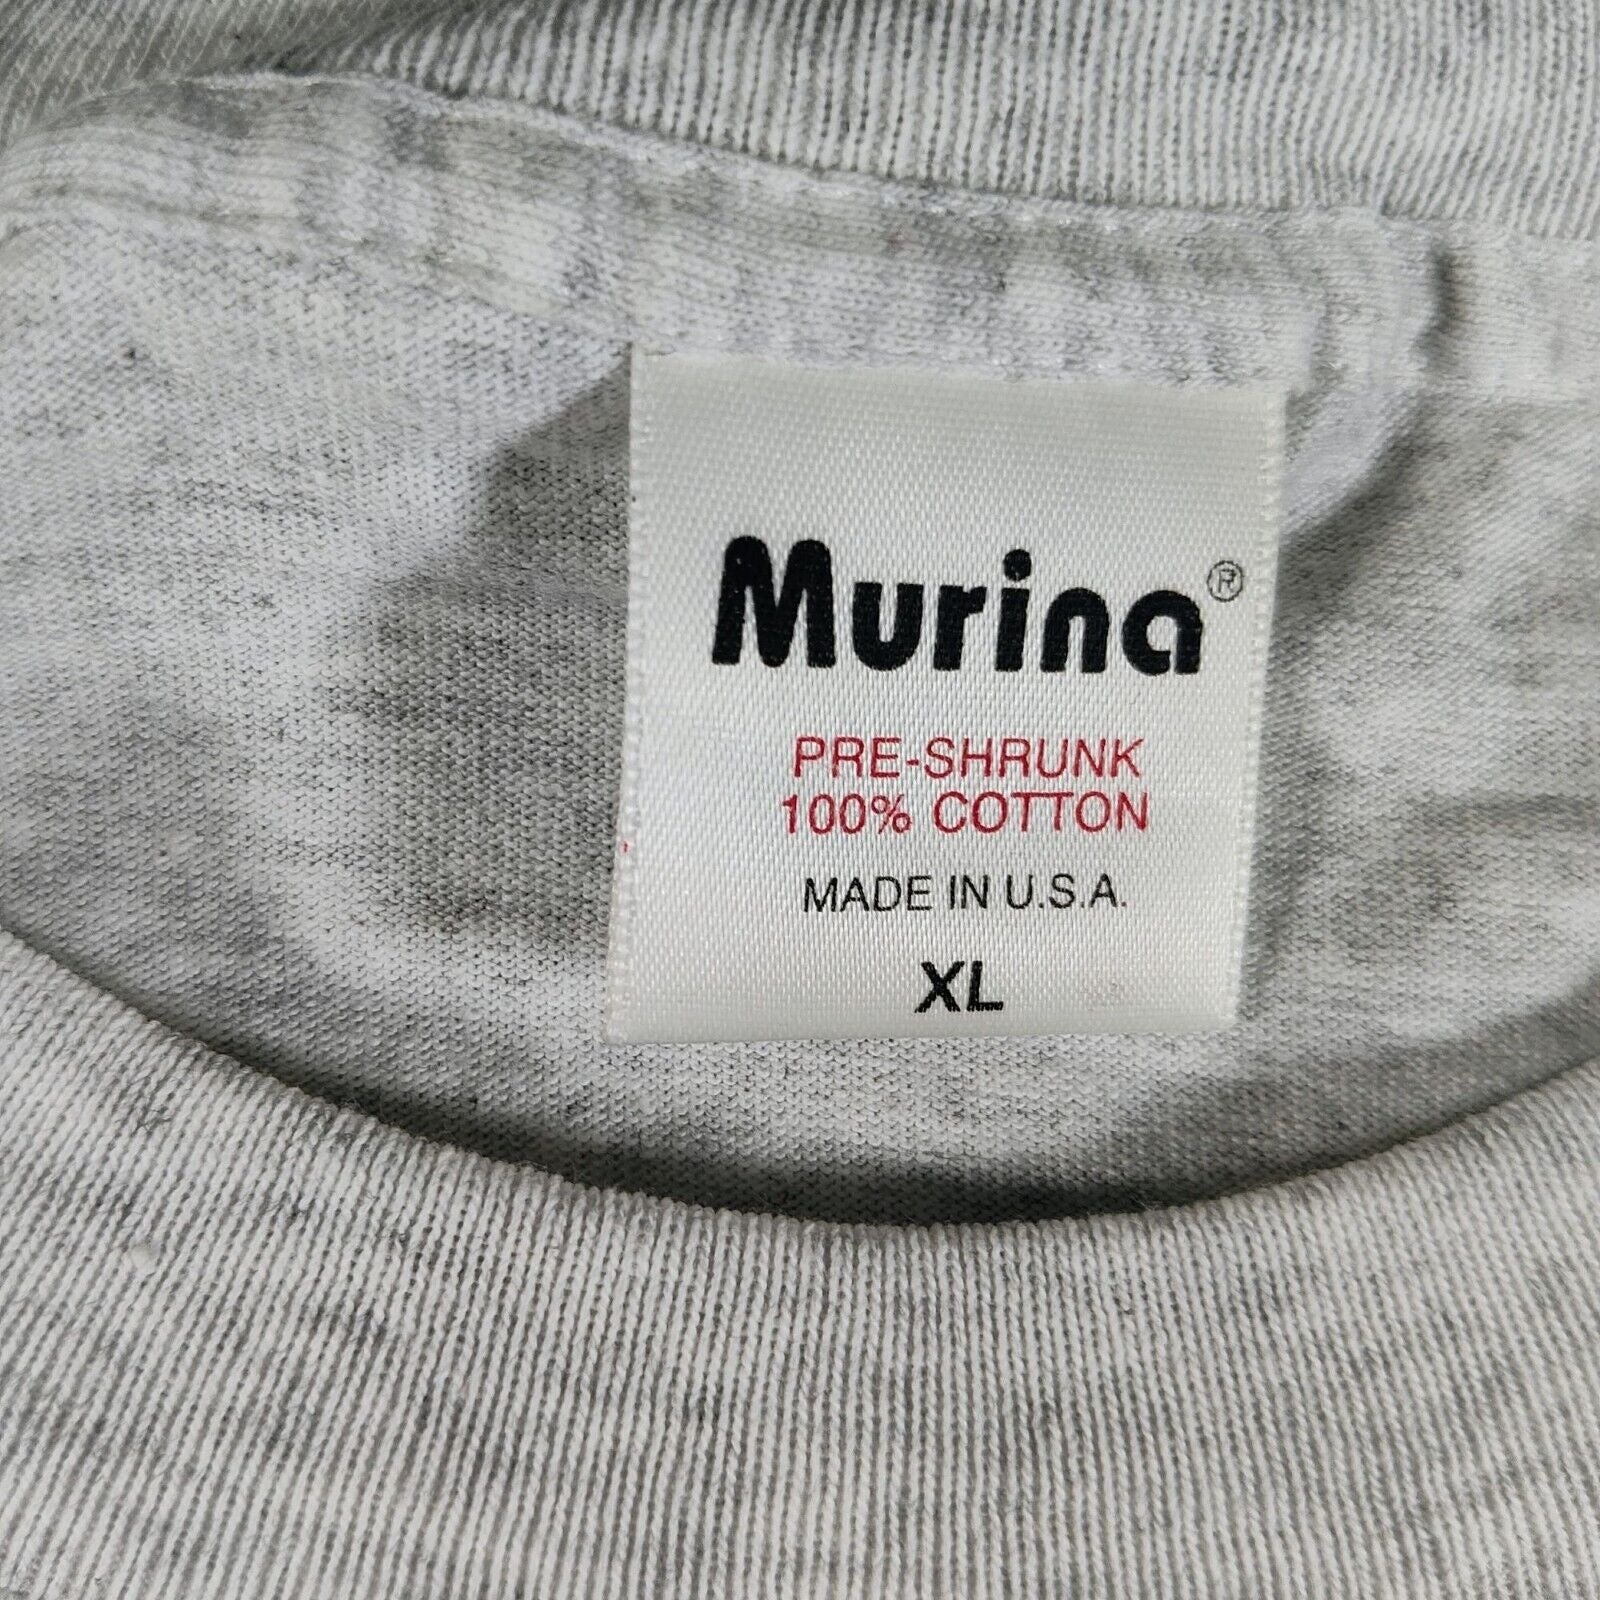 Murina®
PRE-SHRUNK
100% COTTON
MADE IN U.S.A.
XL